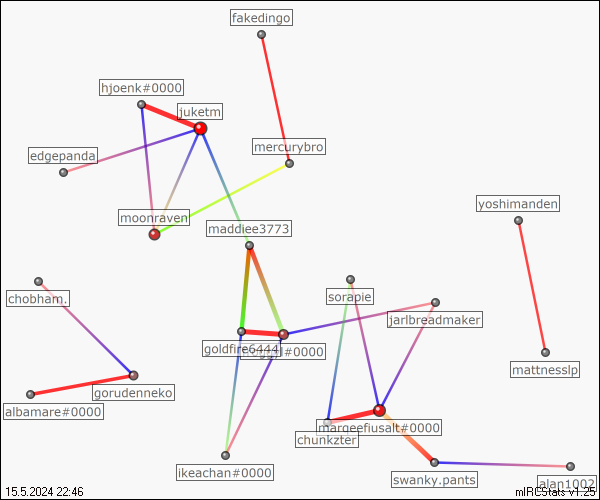 fakedingo
hjoenk#0000
juketm
mercurybro
edgepanda
yoshimanden
moonraven
maddiee3773
chobham.
sorapie
jarlbreadmaker
goldfire6444
#0000
mattnesslp
gorudenneko
albamare#0000
margeefiusalt#0000
chunkzter
ikeachan#0000
swanky.pants
alan1002
15.5.2024 22:46
mIRCStats v1.25